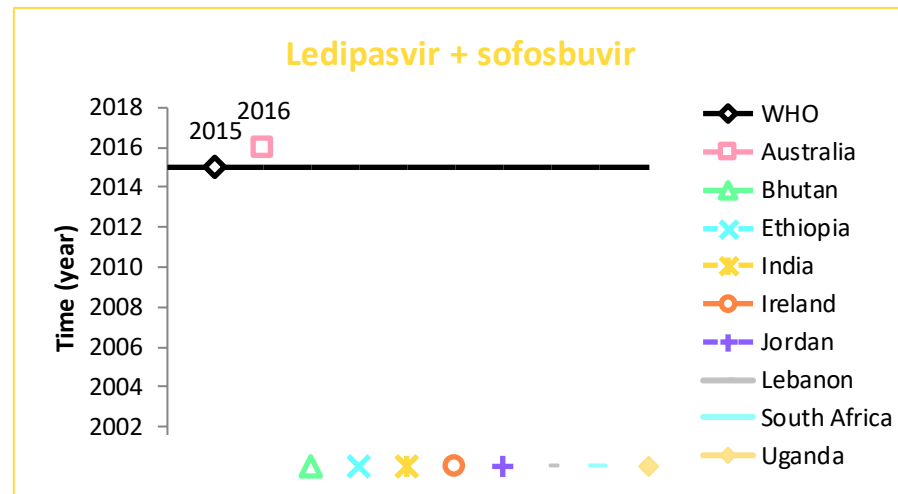 Ledipasvir + sofosbuvir
Time (year)
2018
2016
2014
2012
2010
2008
2006
2004
2002
2015
2016
WHO
Australia
Bhutan
Ethiopia
India
Ireland
Jordan
Lebanon
South Africa
Uganda